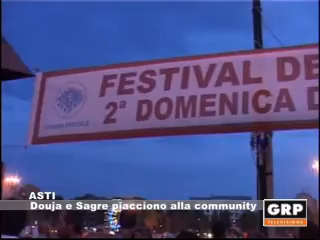 FESTIVAL DE
2ª DOMENICA D
ASTI
Douja e Sagre piacciono alla community
GRP
TELEVISIONE